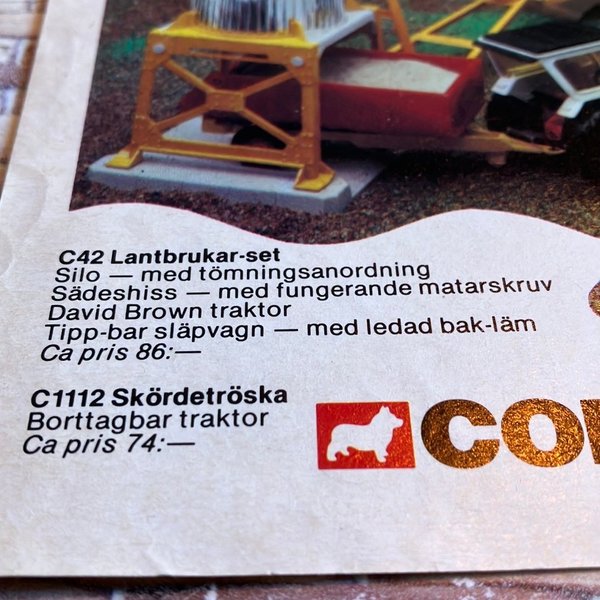 C42 Lantbrukar-set
Silo — med tömningsanordning
Sädeshiss — med fungerande matarskruv
David Brown traktor
Tipp-bar släpvagn — med ledad bak-läm
Ca pris 86:—
C1112 Skördetröska
Borttagbar traktor
Ca pris 74:—